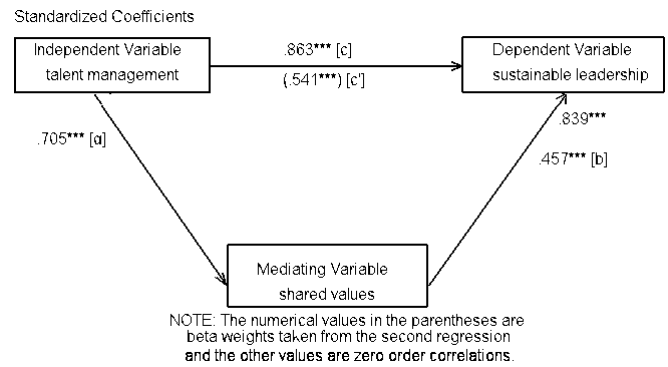 Standardized Coefficients
Independent Variable
talent management
.863*** [c]
(.541***) [c']
Dependent Variable
sustainable leadership
.705*** [a]
.839***
.457*** [b]
Mediating Variable
shared values
NOTE: The numerical values in the parentheses are
beta weights taken from the second regression
and the other values are zero order correlations.